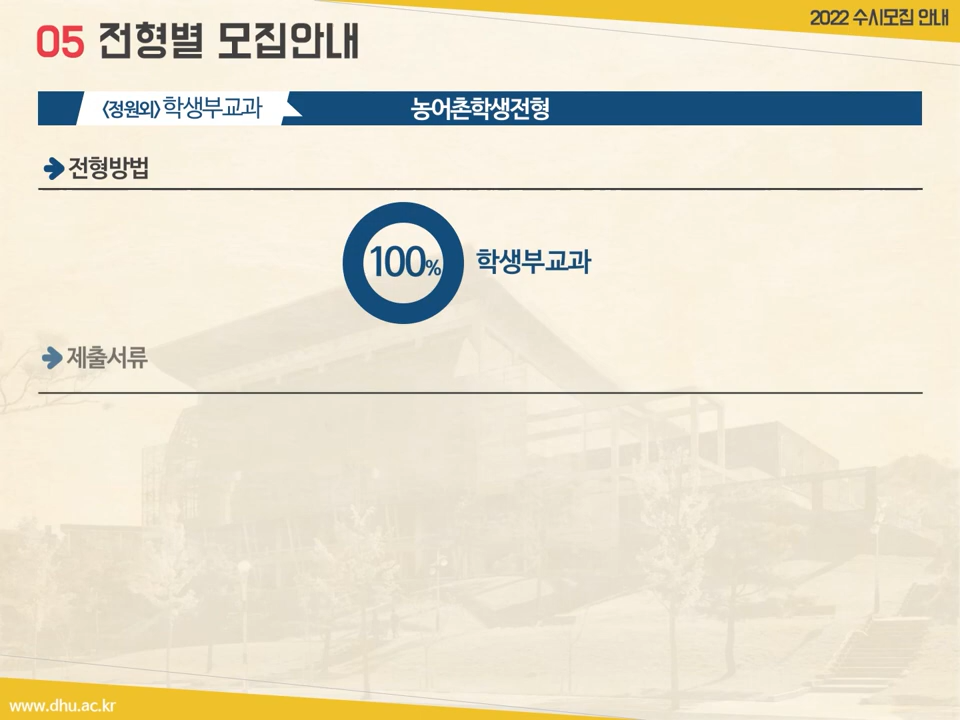 2022 수시모집 안내
05 전형별 모집안내
<정원외> 학생부교과 농어촌학생전형
전형방법
100% 학생부교과
제출서류
www.dhu.ac.kr